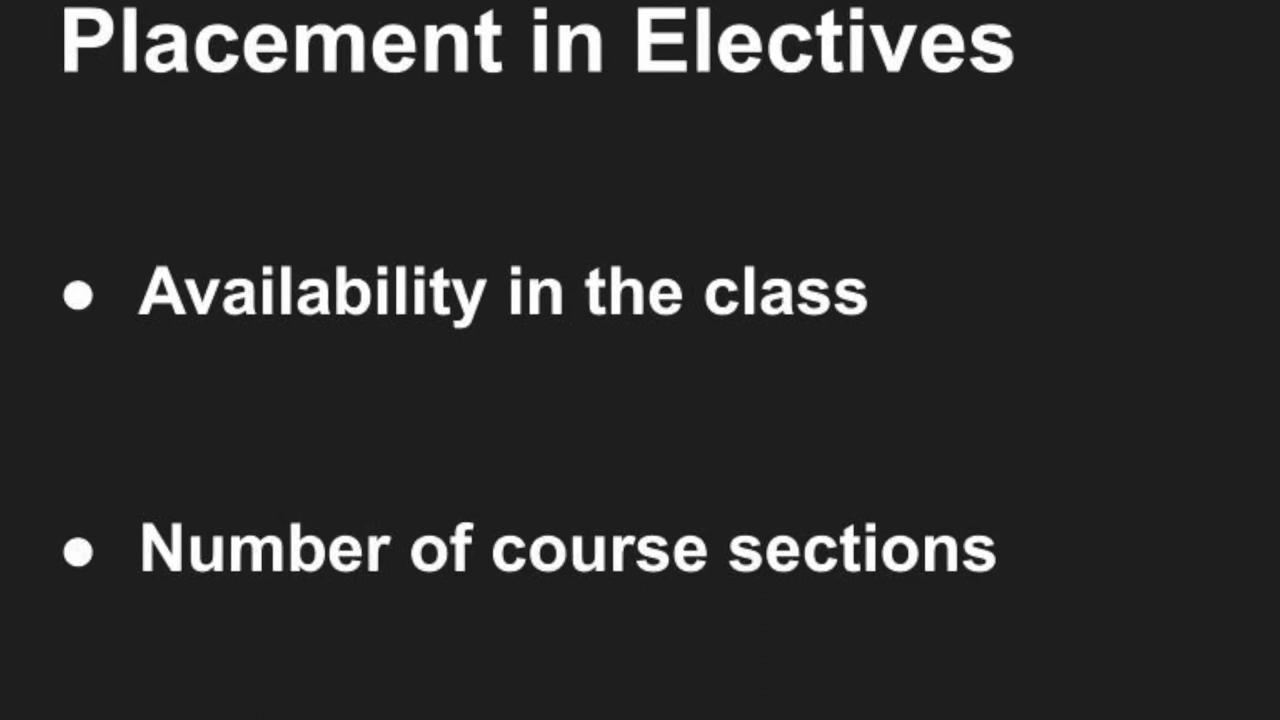 Placement in Electives
● Availability in the class
● Number of course sections